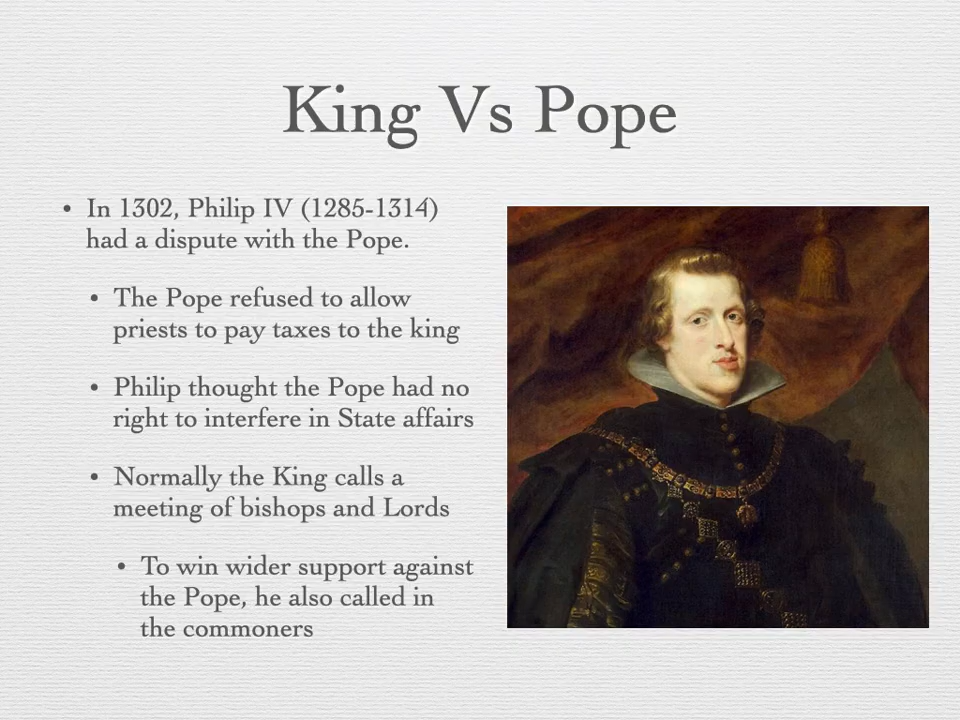 King Vs Pope
• In 1302, Philip IV (1285-1314)
had a dispute with the Pope.
• The Pope refused to allow
priests to pay taxes to the king
• Philip thought the Pope had no
right to interfere in State affairs
• Normally the King calls a
meeting of bishops and Lords
• To win wider support against
the Pope, he also called in
the commoners